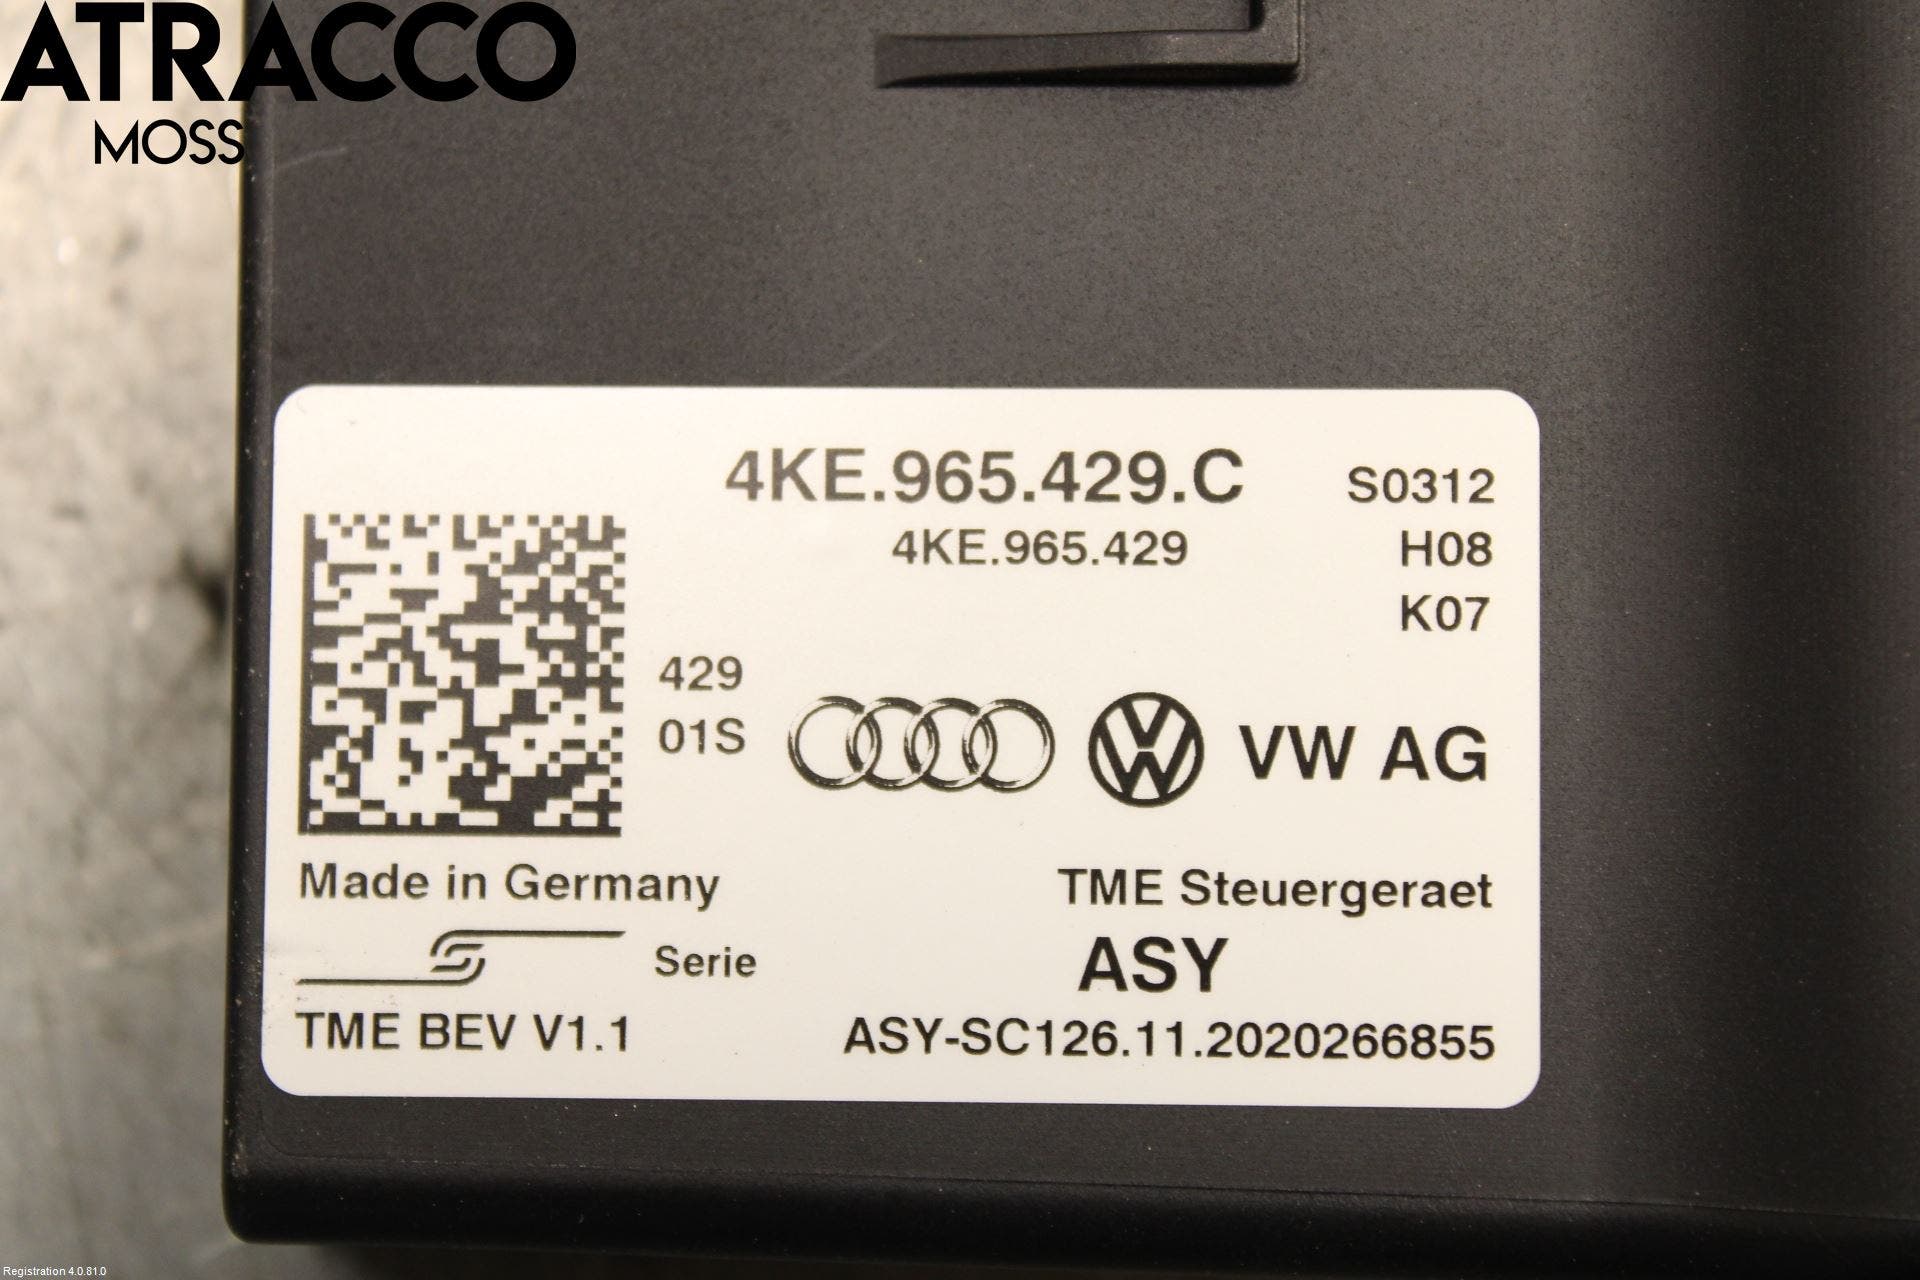 ATRACCO
MOSS
4KE.965.429.C
S0312
4KE.965.429
H08
K07
429
01S
VW AG
Made in Germany
TME Steuergeraet
Serie
ASY
TME BEV V1.1
ASY-SC126.11.2020266855
Registration 4.0.81.0